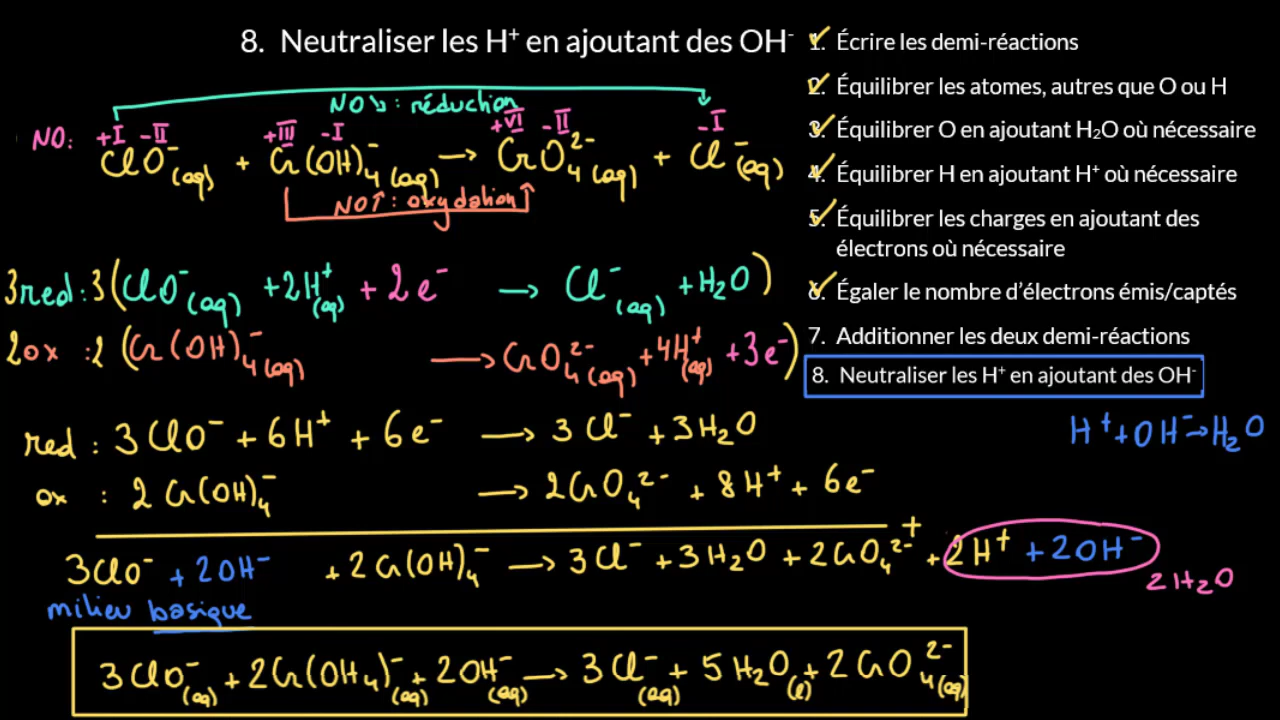 8. Neutraliser les H⁺ en ajoutant des OH⁻
1. Écrire les demi-réactions
2. Équilibrer les atomes, autres que O ou H
3. Équilibrer O en ajoutant H₂O où nécessaire
4. Équilibrer H en ajoutant H⁺ où nécessaire
5. Équilibrer les charges en ajoutant des
électrons où nécessaire
6. Égaler le nombre d'électrons émis/captés
7. Additionner les deux demi-réactions
8. Neutraliser les H⁺ en ajoutant des OH⁻
H⁺ + OH⁻ → H₂O
NO ↘ : réduction
NO: +I -II +III -I +VI -II -I
ClO⁻(aq) + Cr(OH)₄⁻(aq) → CrO₄²⁻(aq) + Cl⁻(aq)
NO↑ : oxydation
3red : 3(ClO⁻(aq) + 2H⁺(aq) + 2e⁻ → Cl⁻(aq) + H₂O)
2ox : 2(Cr(OH)₄⁻(aq) → CrO₄²⁻(aq) + 4H⁺(aq) + 3e⁻)
red : 3ClO⁻ + 6H⁺ + 6e⁻ → 3Cl⁻ + 3H₂O
ox : 2Cr(OH)₄⁻ → 2CrO₄²⁻ + 8H⁺ + 6e⁻
+
3ClO⁻ + 2OH⁻ + 2Cr(OH)₄⁻ → 3Cl⁻ + 3H₂O + 2CrO₄²⁻ + 2H⁺ + 2OH⁻
2H₂O
milieu basique
3ClO⁻(aq) + 2Cr(OH₄)⁻(aq) + 2OH⁻(aq) → 3Cl⁻(aq) + 5H₂O(l) + 2CrO₄²⁻(aq)